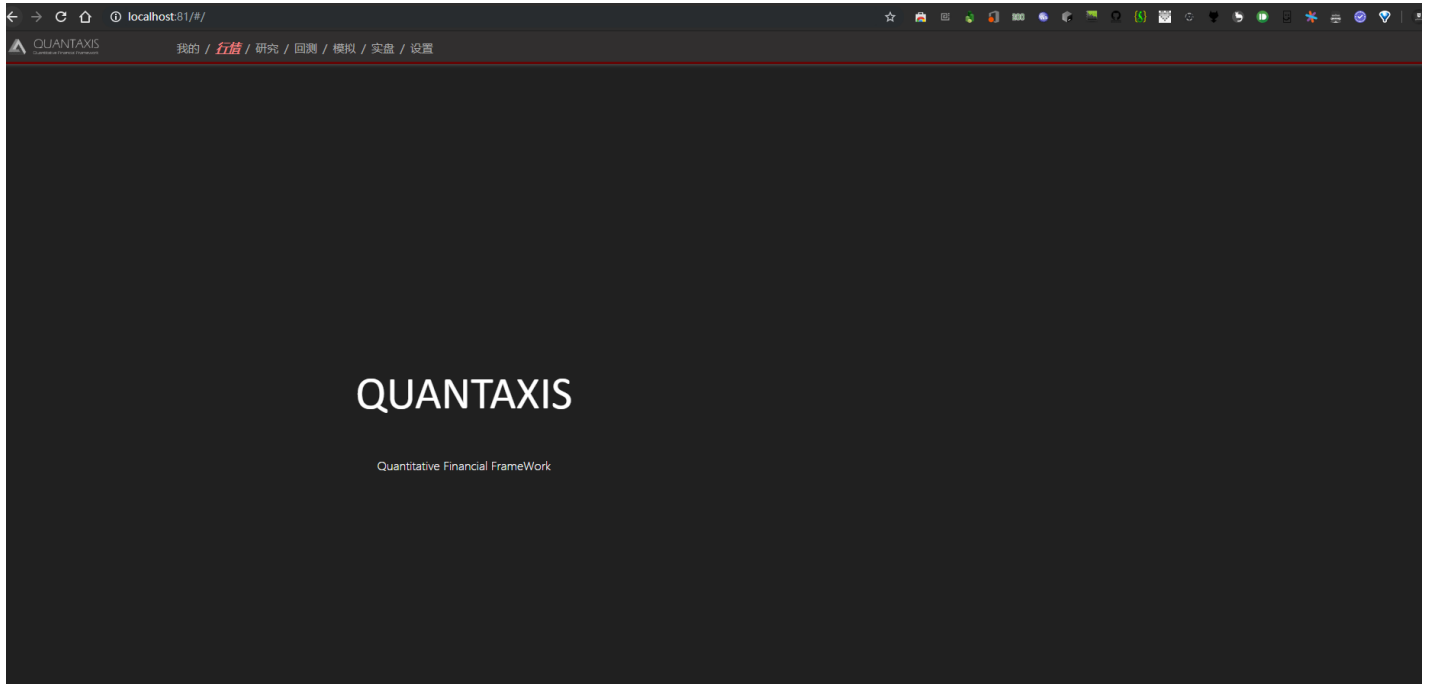 localhost:81/#/
QUANTAXIS
我的 / 行情 / 研究 / 回测 / 模拟 / 实盘 / 设置
QUANTAXIS
Quantitative Financial FrameWork